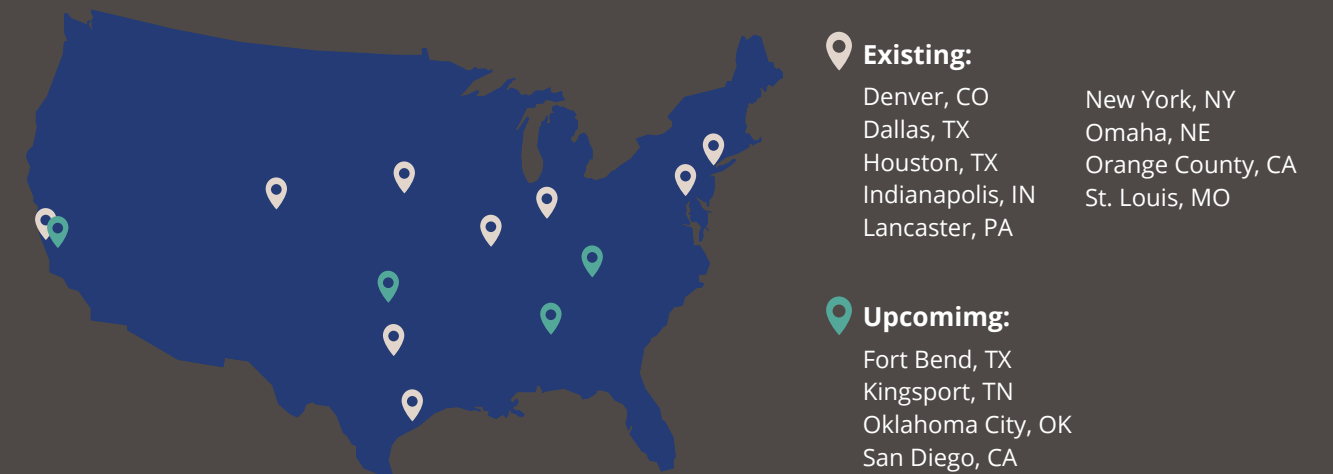 Existing:
Denver, CO
Dallas, TX
Houston, TX
Indianapolis, IN
Lancaster, PA
New York, NY
Omaha, NE
Orange County, CA
St. Louis, MO
Upcomimg:
Fort Bend, TX
Kingsport, TN
Oklahoma City, OK
San Diego, CA